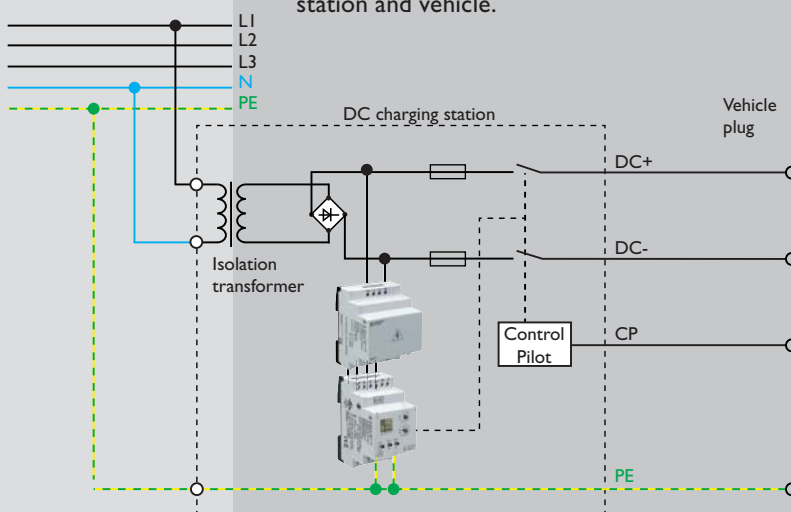 station and vehicle.
L1
L2
L3
N
PE
DC charging station
Vehicle
plug
DC+
DC-
Isolation
transformer
Control
Pilot
CP
PE